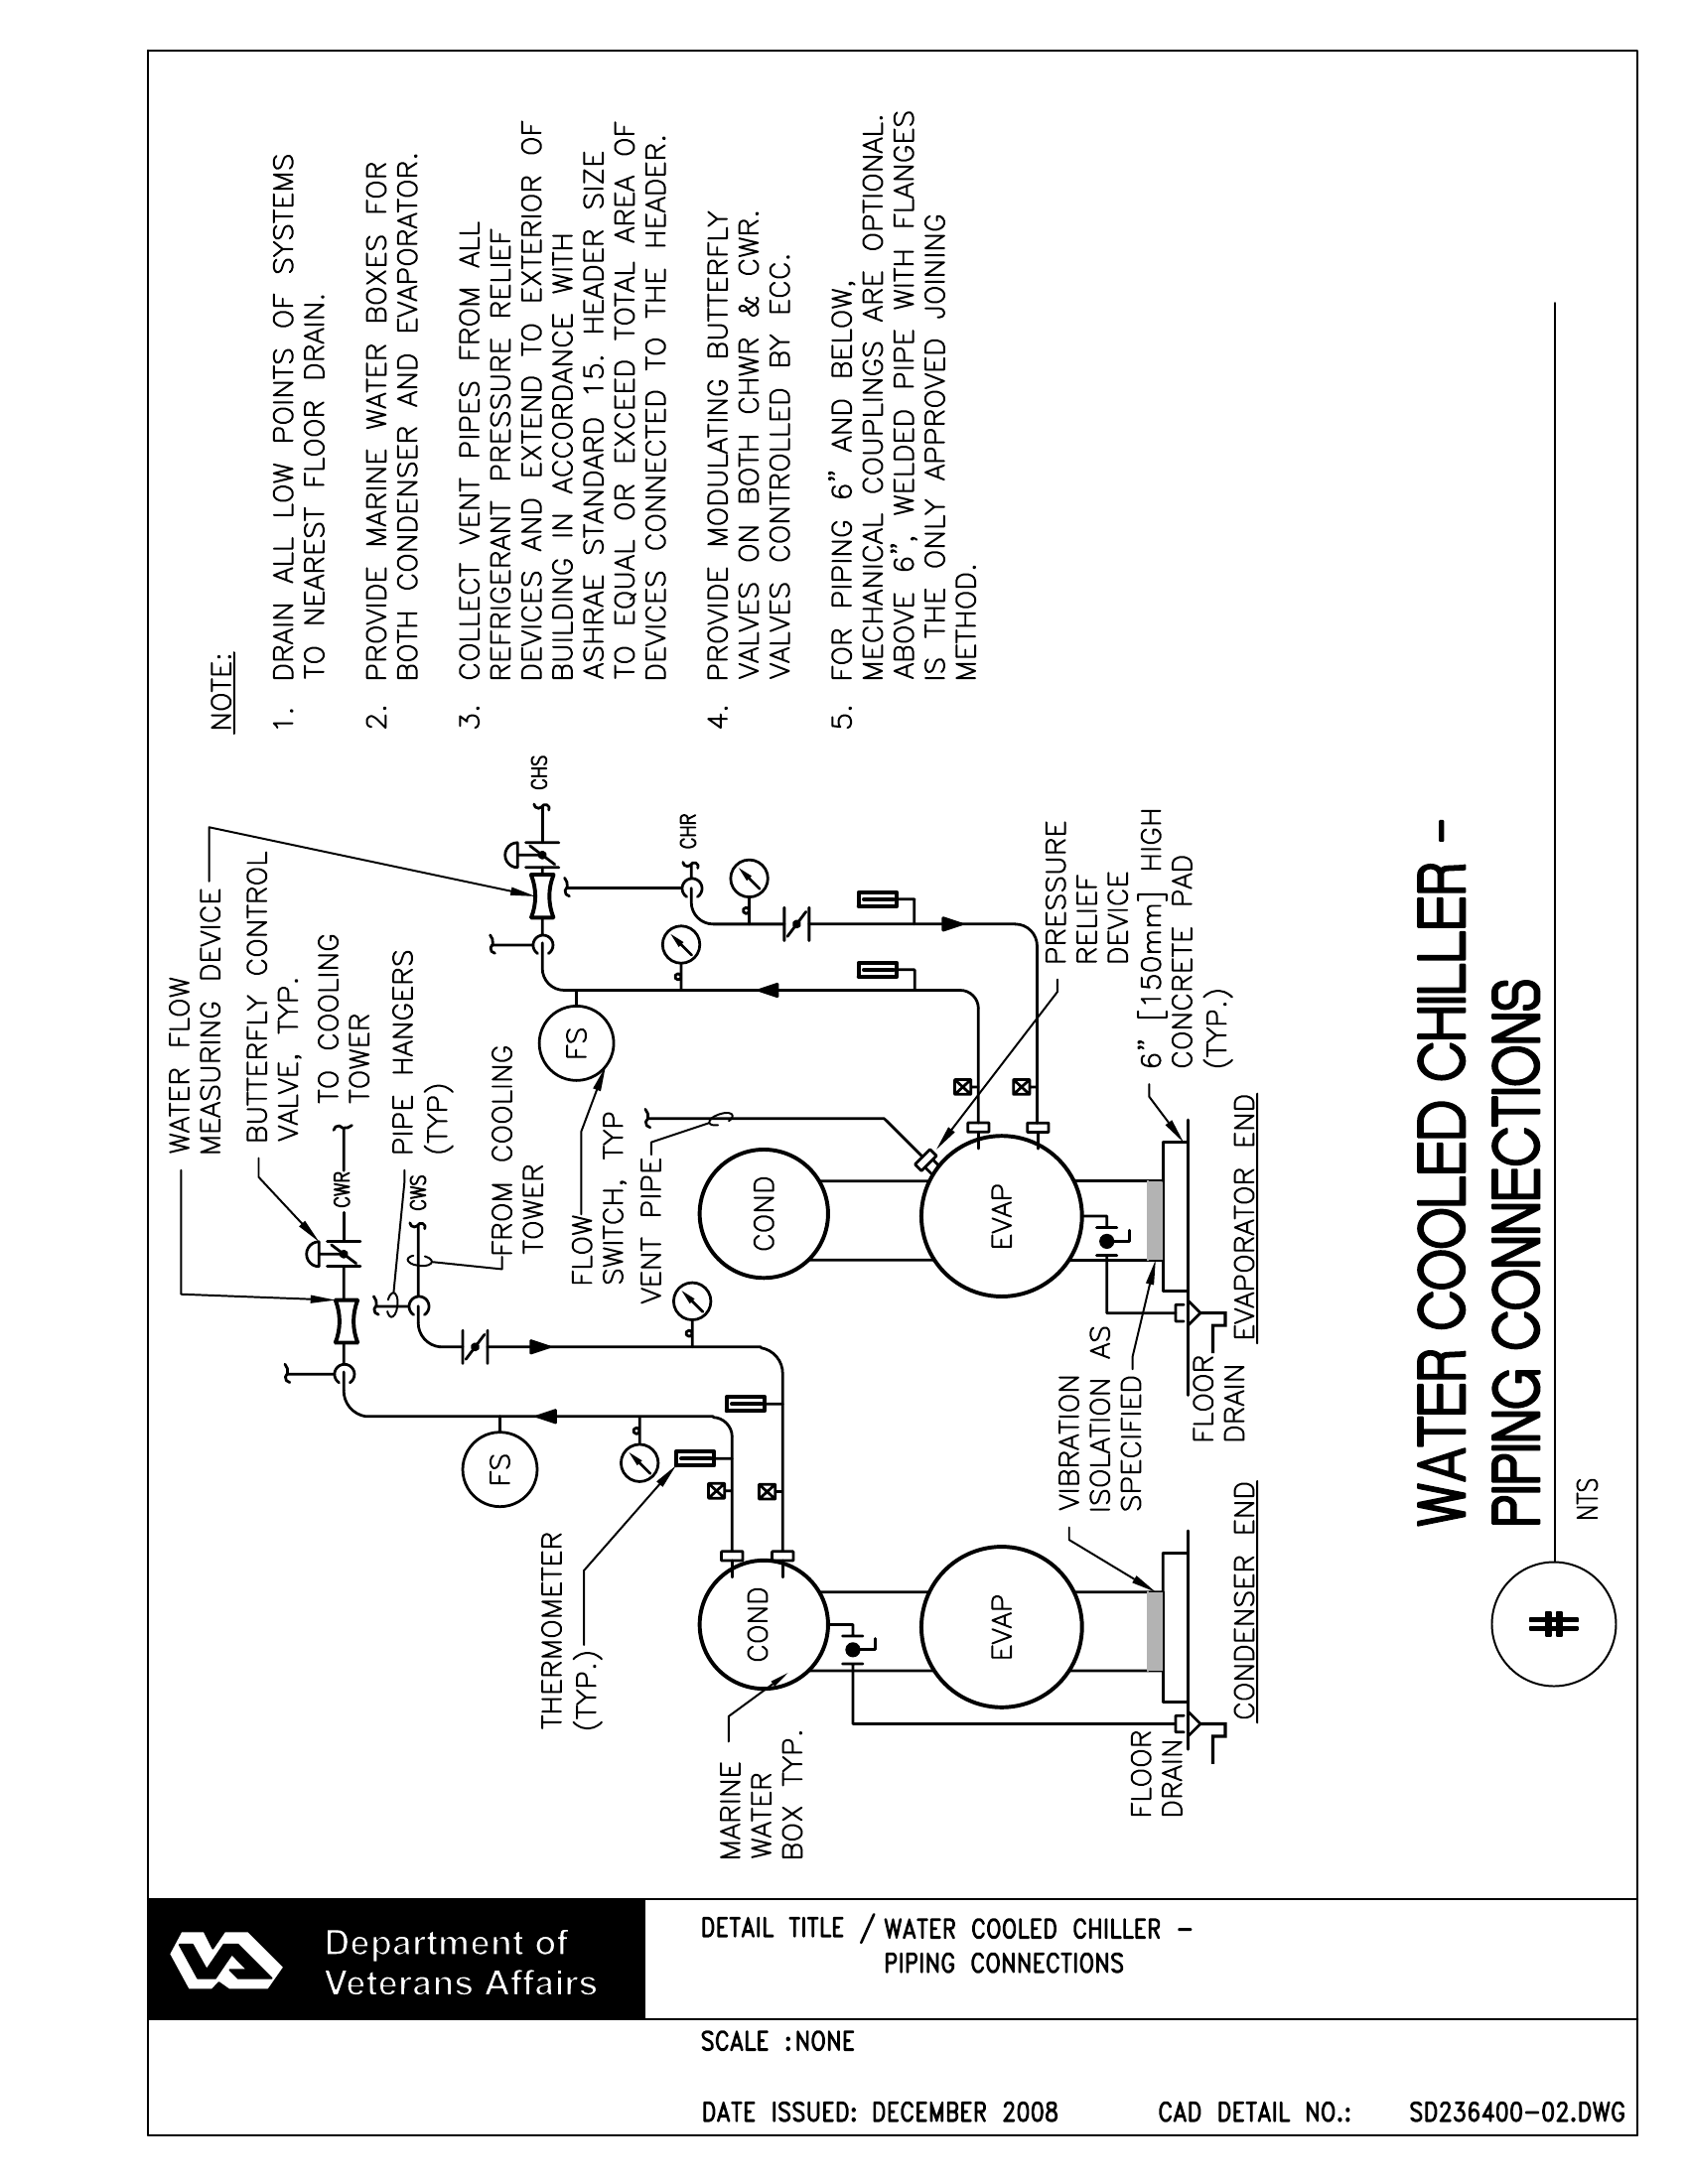 NOTE:
1. DRAIN ALL LOW POINTS OF SYSTEMS
TO NEAREST FLOOR DRAIN.
2. PROVIDE MARINE WATER BOXES FOR
BOTH CONDENSER AND EVAPORATOR.
3. COLLECT VENT PIPES FROM ALL
REFRIGERANT PRESSURE RELIEF
DEVICES AND EXTEND TO EXTERIOR OF
BUILDING IN ACCORDANCE WITH
ASHRAE STANDARD 15. HEADER SIZE
TO EQUAL OR EXCEED TOTAL AREA OF
DEVICES CONNECTED TO THE HEADER.
4. PROVIDE MODULATING BUTTERFLY
VALVES ON BOTH CHWR & CWR.
VALVES CONTROLLED BY ECC.
5. FOR PIPING 6" AND BELOW,
MECHANICAL COUPLINGS ARE OPTIONAL.
ABOVE 6", WELDED PIPE WITH FLANGES
IS THE ONLY APPROVED JOINING
METHOD.
WATER FLOW
MEASURING DEVICE
BUTTERFLY CONTROL
VALVE, TYP.
TO COOLING
TOWER
CWR
PIPE HANGERS
(TYP)
CWS
FROM COOLING
TOWER
CHS
CHR
FS
FLOW
SWITCH, TYP
VENT PIPE
FS
THERMOMETER
(TYP.)
MARINE
WATER
BOX TYP.
COND
EVAP
COND
EVAP
PRESSURE
RELIEF
DEVICE
6" [150mm] HIGH
CONCRETE PAD
(TYP.)
VIBRATION
ISOLATION AS
SPECIFIED
FLOOR
DRAIN
FLOOR
DRAIN
CONDENSER END
EVAPORATOR END
WATER COOLED CHILLER -
PIPING CONNECTIONS
#
NTS
Department of
Veterans Affairs
DETAIL TITLE / WATER COOLED CHILLER -
PIPING CONNECTIONS
SCALE :NONE
DATE ISSUED: DECEMBER 2008 CAD DETAIL NO.: SD236400-02.DWG